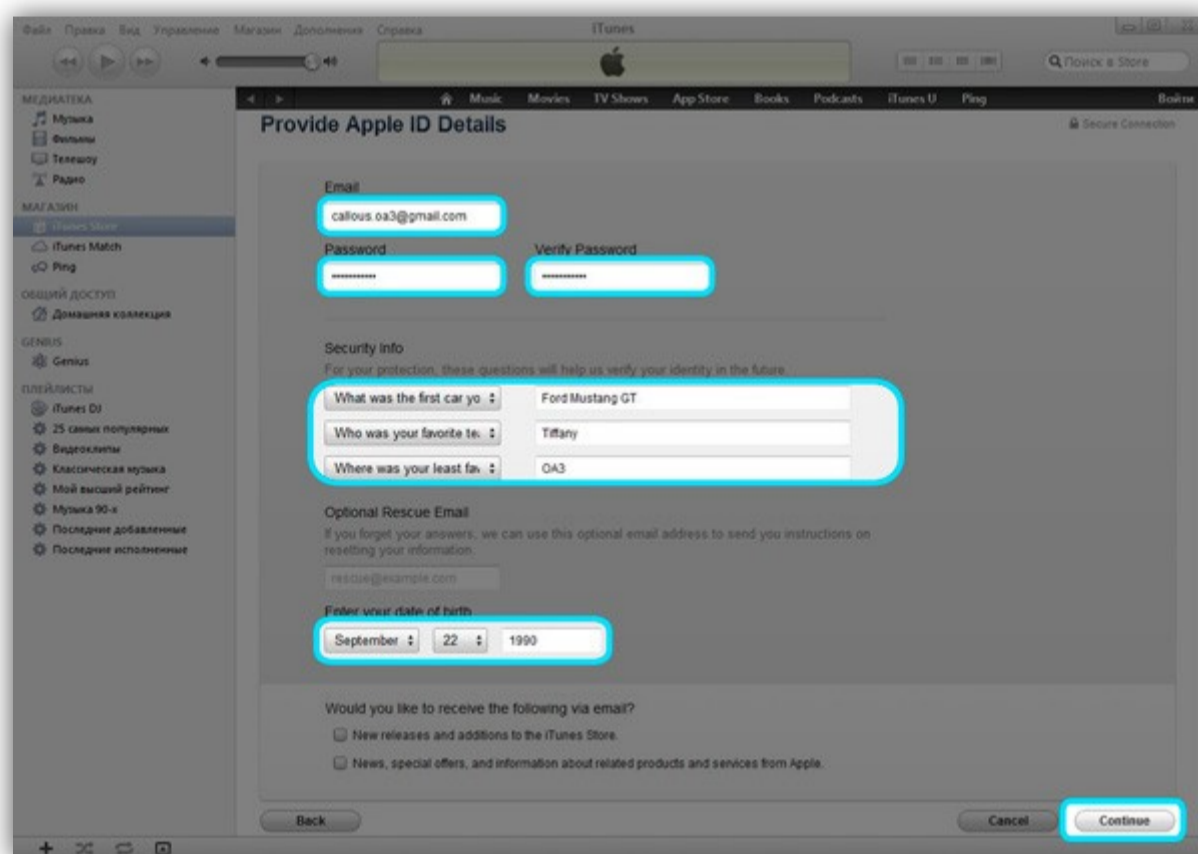 Файл Правка Вид Управление Магазин Дополнения Справка
iTunes
Поиск в Store
МЕДИАТЕКА
Музыка
Фильмы
Телешоу
Радио
МАГАЗИН
iTunes Store
iTunes Match
Ping
ОБЩИЙ ДОСТУП
Домашняя коллекция
GENIUS
Genius
ПЛЕЙЛИСТЫ
iTunes DJ
25 самых популярных
Видеоклипы
Классическая музыка
Мой высший рейтинг
Музыка 90-х
Последние добавленные
Последние исполненные
Music Movies TV Shows App Store Books Podcasts iTunes U Ping
Provide Apple ID Details
Secure Connection
Email
callous.oa3@gmail.com
Password Verify Password
Security Info
For your protection, these questions will help us verify your identity in the future.
What was the first car yo Ford Mustang GT
Who was your favorite te Tiffany
Where was your least fav OA3
Optional Rescue Email
If you forget your answers, we can use this optional email address to send you instructions on
resetting your information.
rescue@example.com
Enter your date of birth
September 22 1990
Would you like to receive the following via email?
New releases and additions to the iTunes Store.
News, special offers, and information about related products and services from Apple.
Back Cancel Continue